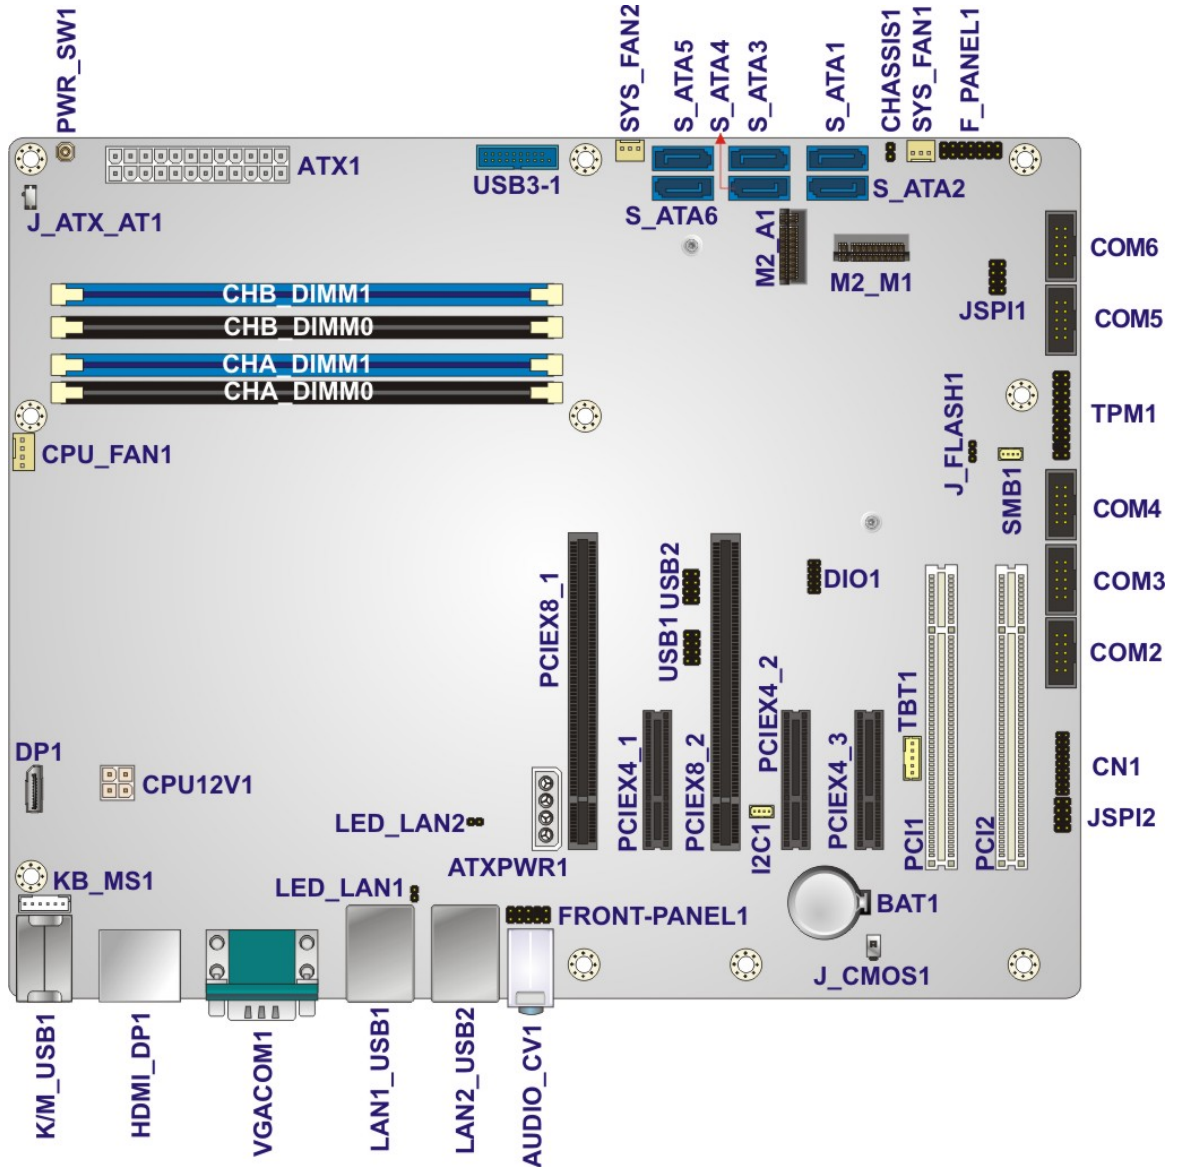 PWR_SW1
SYS_FAN2
S_ATA5
S_ATA4
S_ATA3
S_ATA1
CHASSIS1
SYS_FAN1
F_PANEL1
ATX1
USB3-1
J_ATX_AT1
S_ATA6
S_ATA2
M2_A1
M2_M1
JSPI1
COM6
COM5
CHB_DIMM1
CHB_DIMM0
CHA_DIMM1
CHA_DIMM0
CPU_FAN1
J_FLASH1
SMB1
TPM1
COM4
COM3
COM2
PCIEX8_1
USB1
USB2
DIO1
PCIEX4_2
TBT1
DP1
CPU12V1
PCIEX4_1
PCIEX8_2
PCIEX4_3
CN1
JSPI2
LED_LAN2
ATXPWR1
I2C1
PCI1
PCI2
KB_MS1
LED_LAN1
FRONT-PANEL1
BAT1
J_CMOS1
K/M_USB1
HDMI_DP1
VGACOM1
LAN1_USB1
LAN2_USB2
AUDIO_CV1